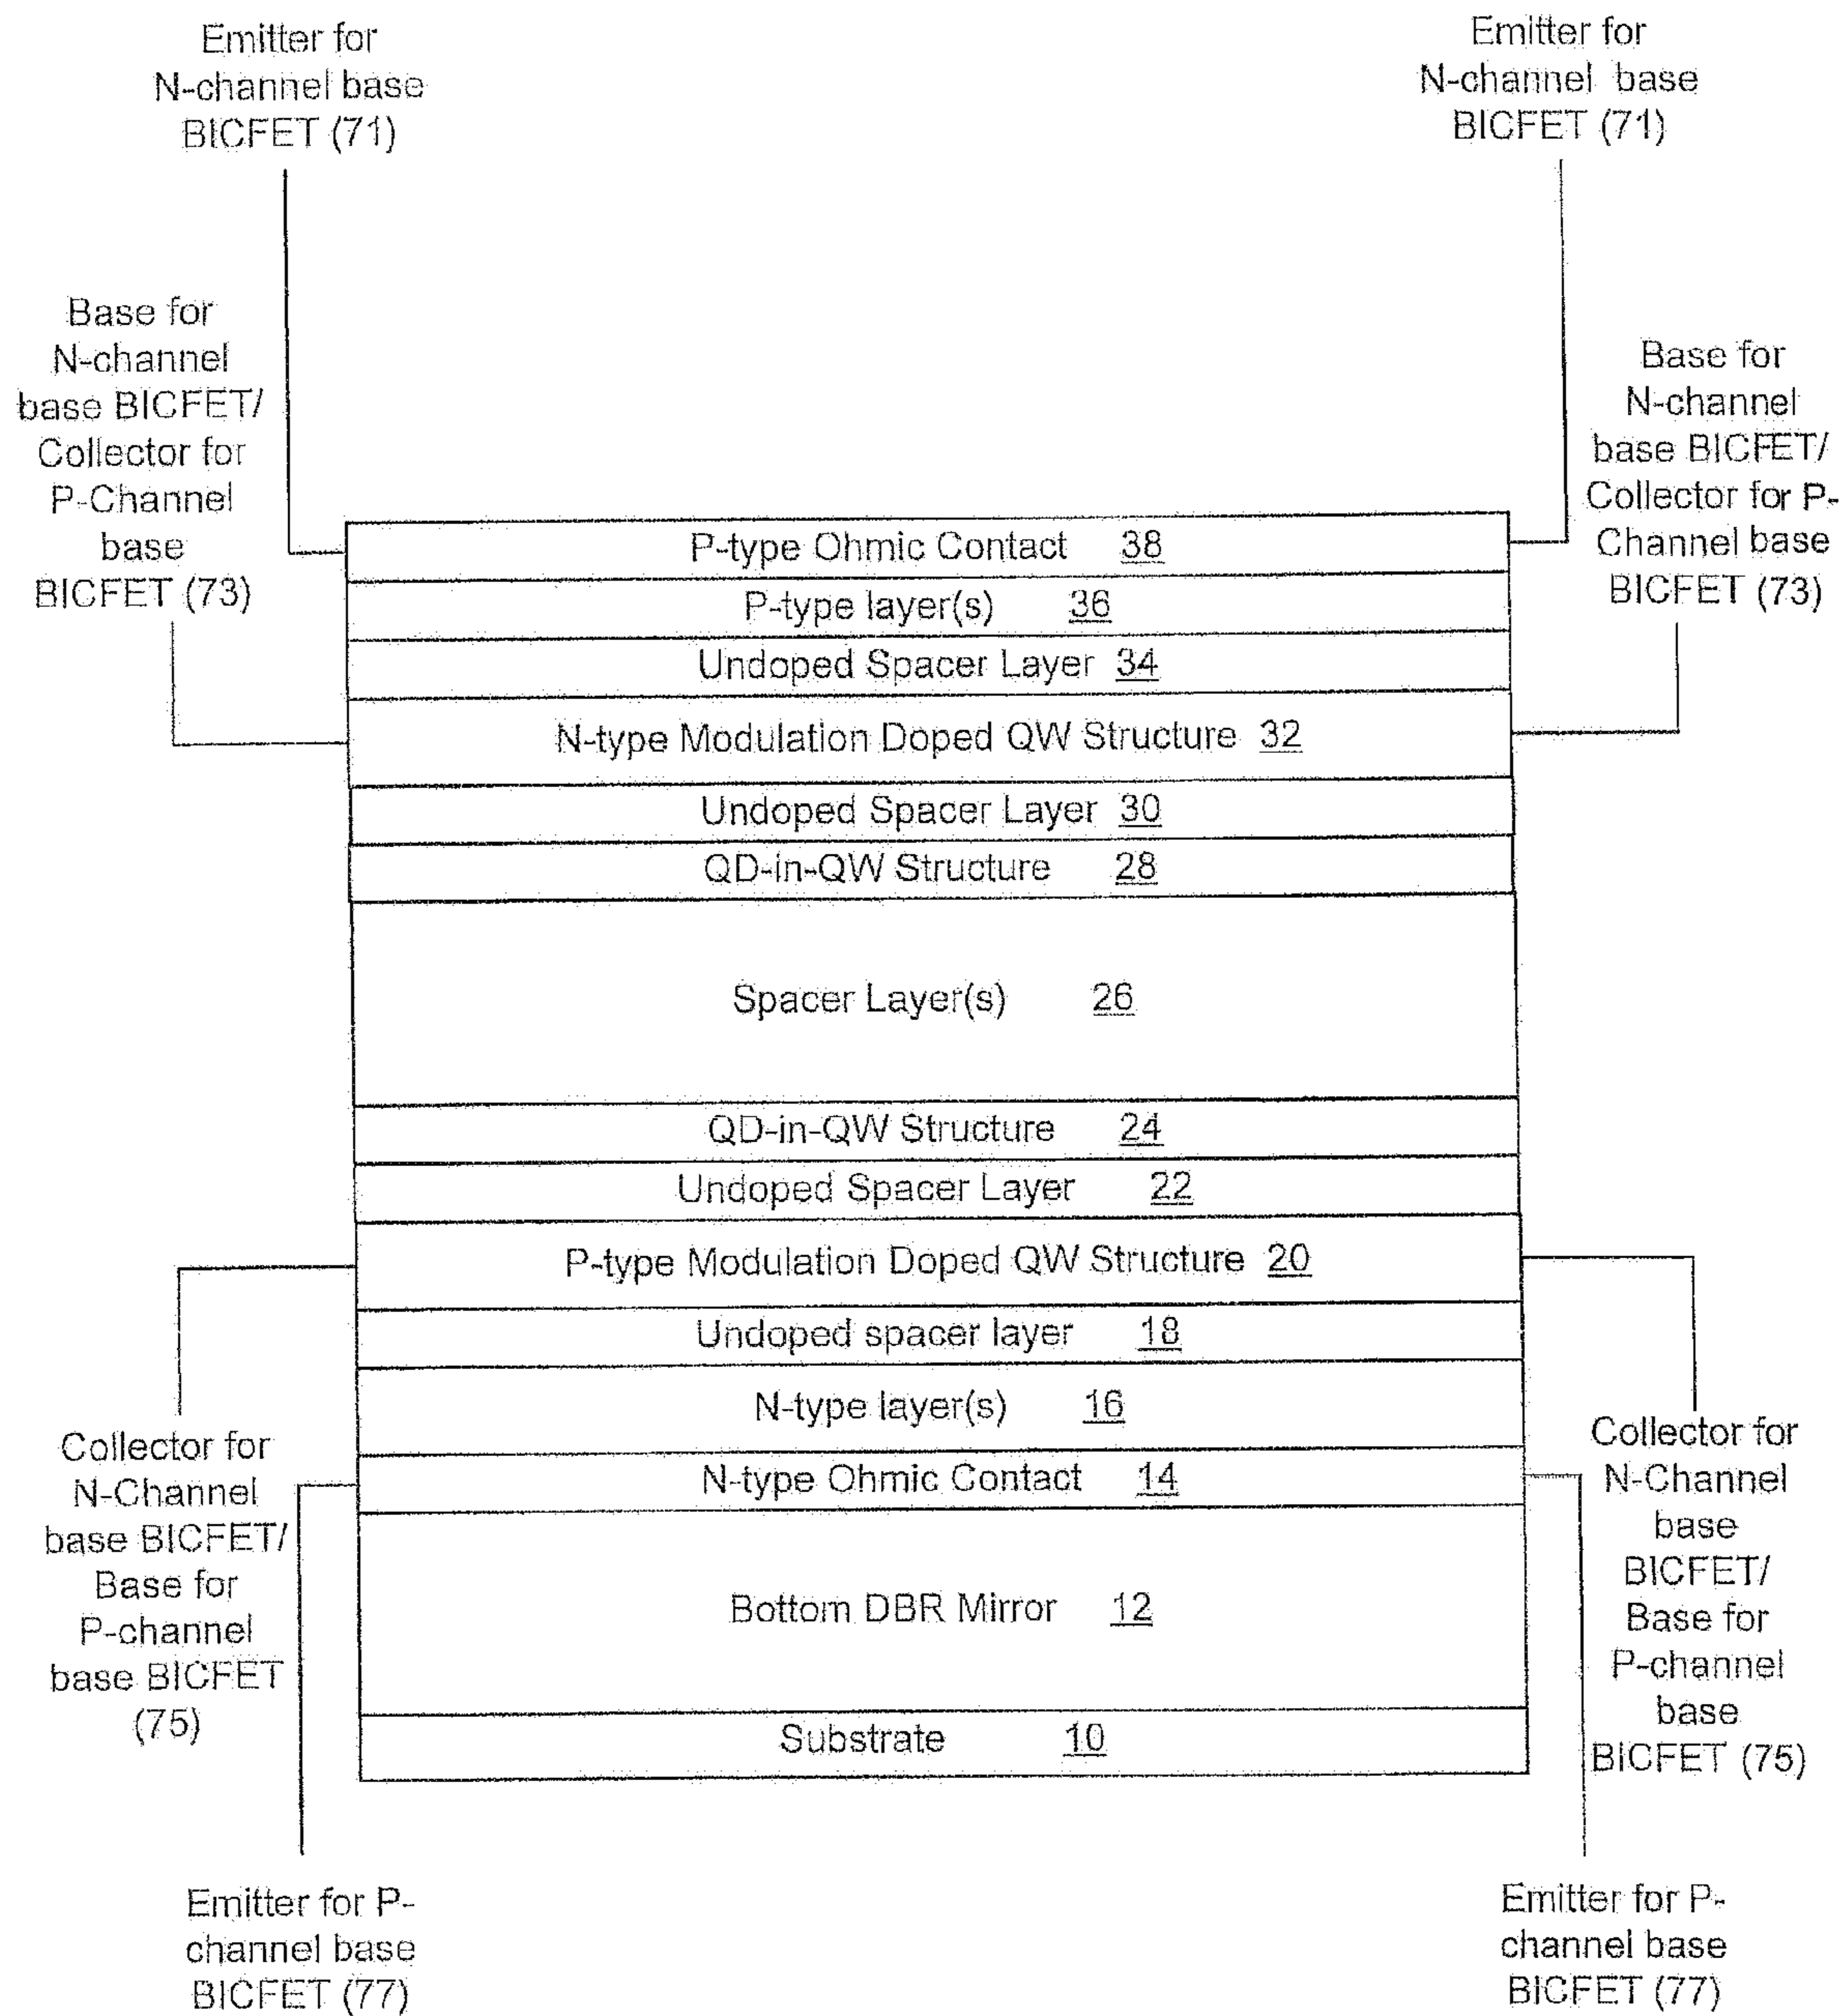 Emitter for
N-channel base
BICFET (71)
Emitter for
N-channel base
BICFET (71)
Base for
N-channel
base BICFET/
Collector for
P-Channel
base
BICFET (73)
Base for
N-channel
base BICFET/
Collector for P-
Channel base
BICFET (73)
P-type Ohmic Contact 38
P-type layer(s) 36
Undoped Spacer Layer 34
N-type Modulation Doped QW Structure 32
Undoped Spacer Layer 30
QD-in-QW Structure 28
Spacer Layer(s) 26
QD-in-QW Structure 24
Undoped Spacer Layer 22
P-type Modulation Doped QW Structure 20
Undoped spacer layer 18
N-type layer(s) 16
N-type Ohmic Contact 14
Bottom DBR Mirror 12
Substrate 10
Collector for
N-Channel
base BICFET/
Base for
P-channel
base BICFET
(75)
Collector for
N-Channel
base
BICFET/
Base for
P-channel
base
BICFET (75)
Emitter for P-
channel base
BICFET (77)
Emitter for P-
channel base
BICFET (77)